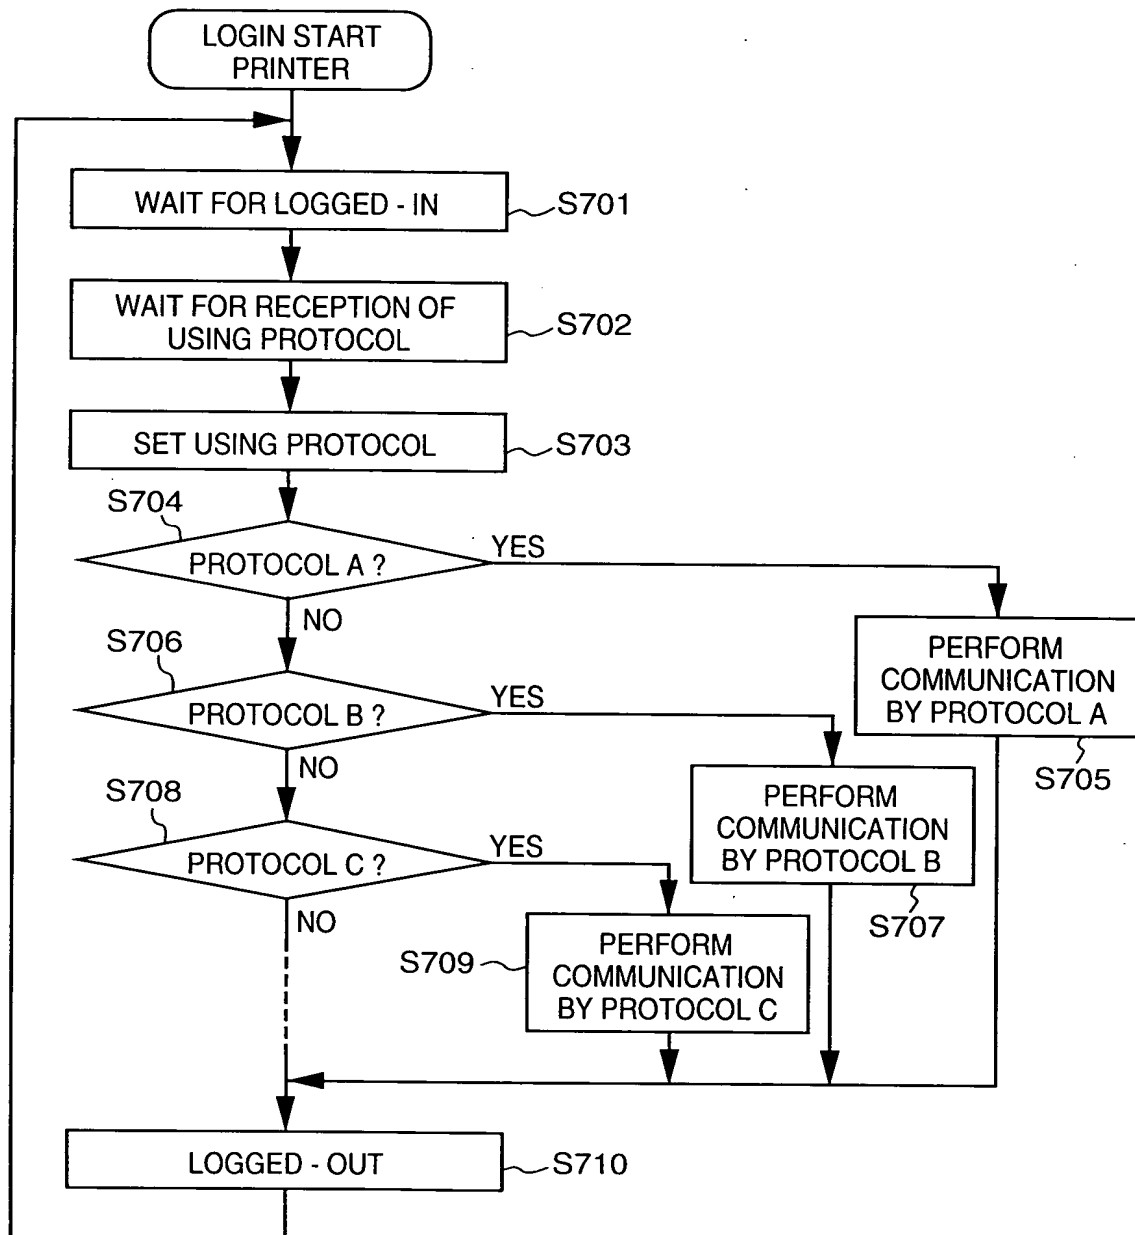 LOGIN START
PRINTER
WAIT FOR LOGGED - IN
S701
WAIT FOR RECEPTION OF
USING PROTOCOL
S702
SET USING PROTOCOL
S703
S704
PROTOCOL A ?
YES
NO
PERFORM
COMMUNICATION
BY PROTOCOL A
S705
S706
PROTOCOL B ?
YES
NO
PERFORM
COMMUNICATION
BY PROTOCOL B
S707
S708
PROTOCOL C ?
YES
NO
PERFORM
COMMUNICATION
BY PROTOCOL C
S709
LOGGED - OUT
S710